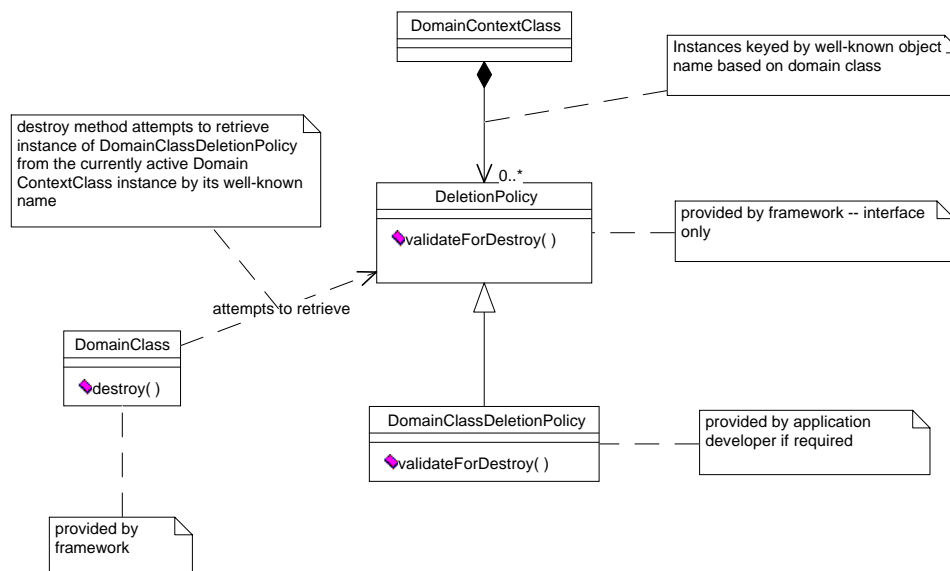 DomainContextClass
Instances keyed by well-known object
name based on domain class
destroy method attempts to retrieve
instance of DomainClassDeletionPolicy
from the currently active Domain
ContextClass instance by its well-known
name
0..*
DeletionPolicy
validateForDestroy( )
provided by framework -- interface
only
attempts to retrieve
DomainClass
destroy( )
DomainClassDeletionPolicy
validateForDestroy( )
provided by application
developer if required
provided by
framework